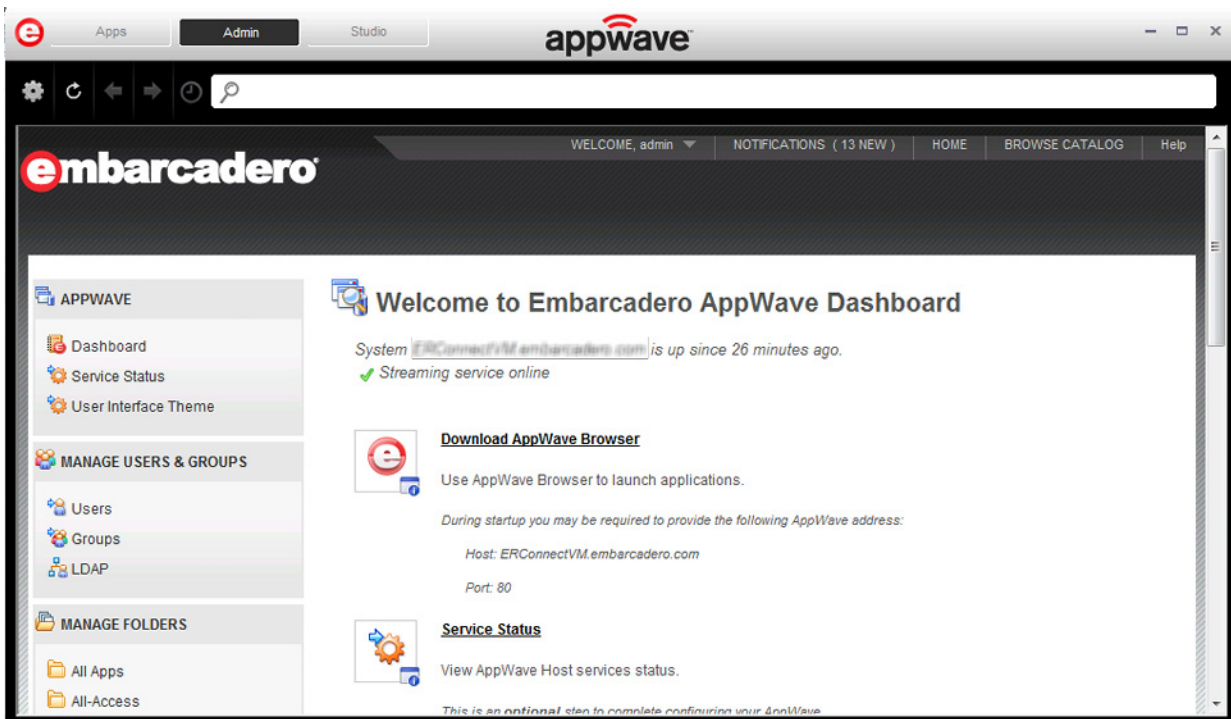 e Apps Admin Studio appwave™
WELCOME, admin NOTIFICATIONS ( 13 NEW ) HOME BROWSE CATALOG Help
embarcadero®
APPWAVE
Dashboard
Service Status
User Interface Theme
MANAGE USERS & GROUPS
Users
Groups
LDAP
MANAGE FOLDERS
All Apps
All-Access
Welcome to Embarcadero AppWave Dashboard
System ERConnectVM.embarcadero.com is up since 26 minutes ago.
Streaming service online
Download AppWave Browser
Use AppWave Browser to launch applications.
During startup you may be required to provide the following AppWave address:
Host: ERConnectVM.embarcadero.com
Port: 80
Service Status
View AppWave Host services status.
This is an optional step to complete configuring your AppWave